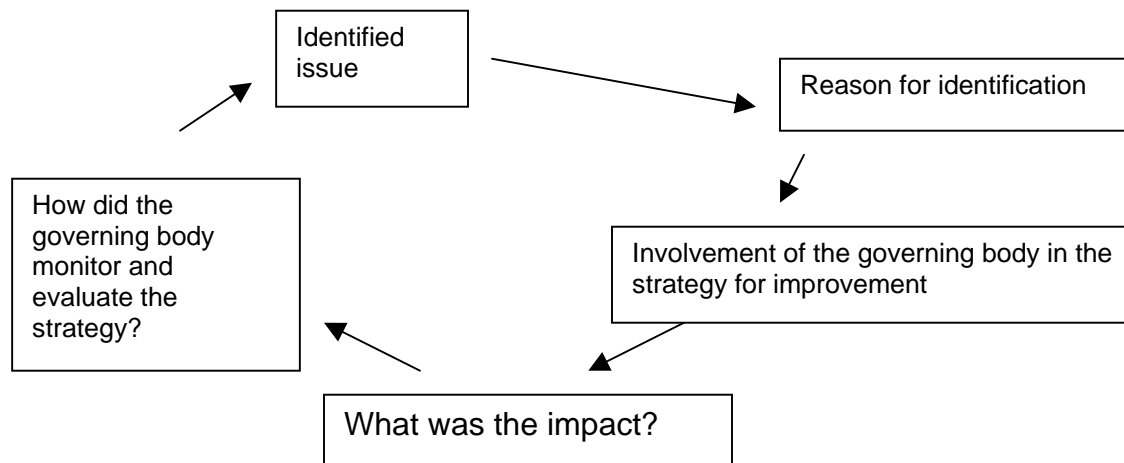 Identified
issue
Reason for identification
Involvement of the governing body in the
strategy for improvement
What was the impact?
How did the
governing body
monitor and
evaluate the
strategy?